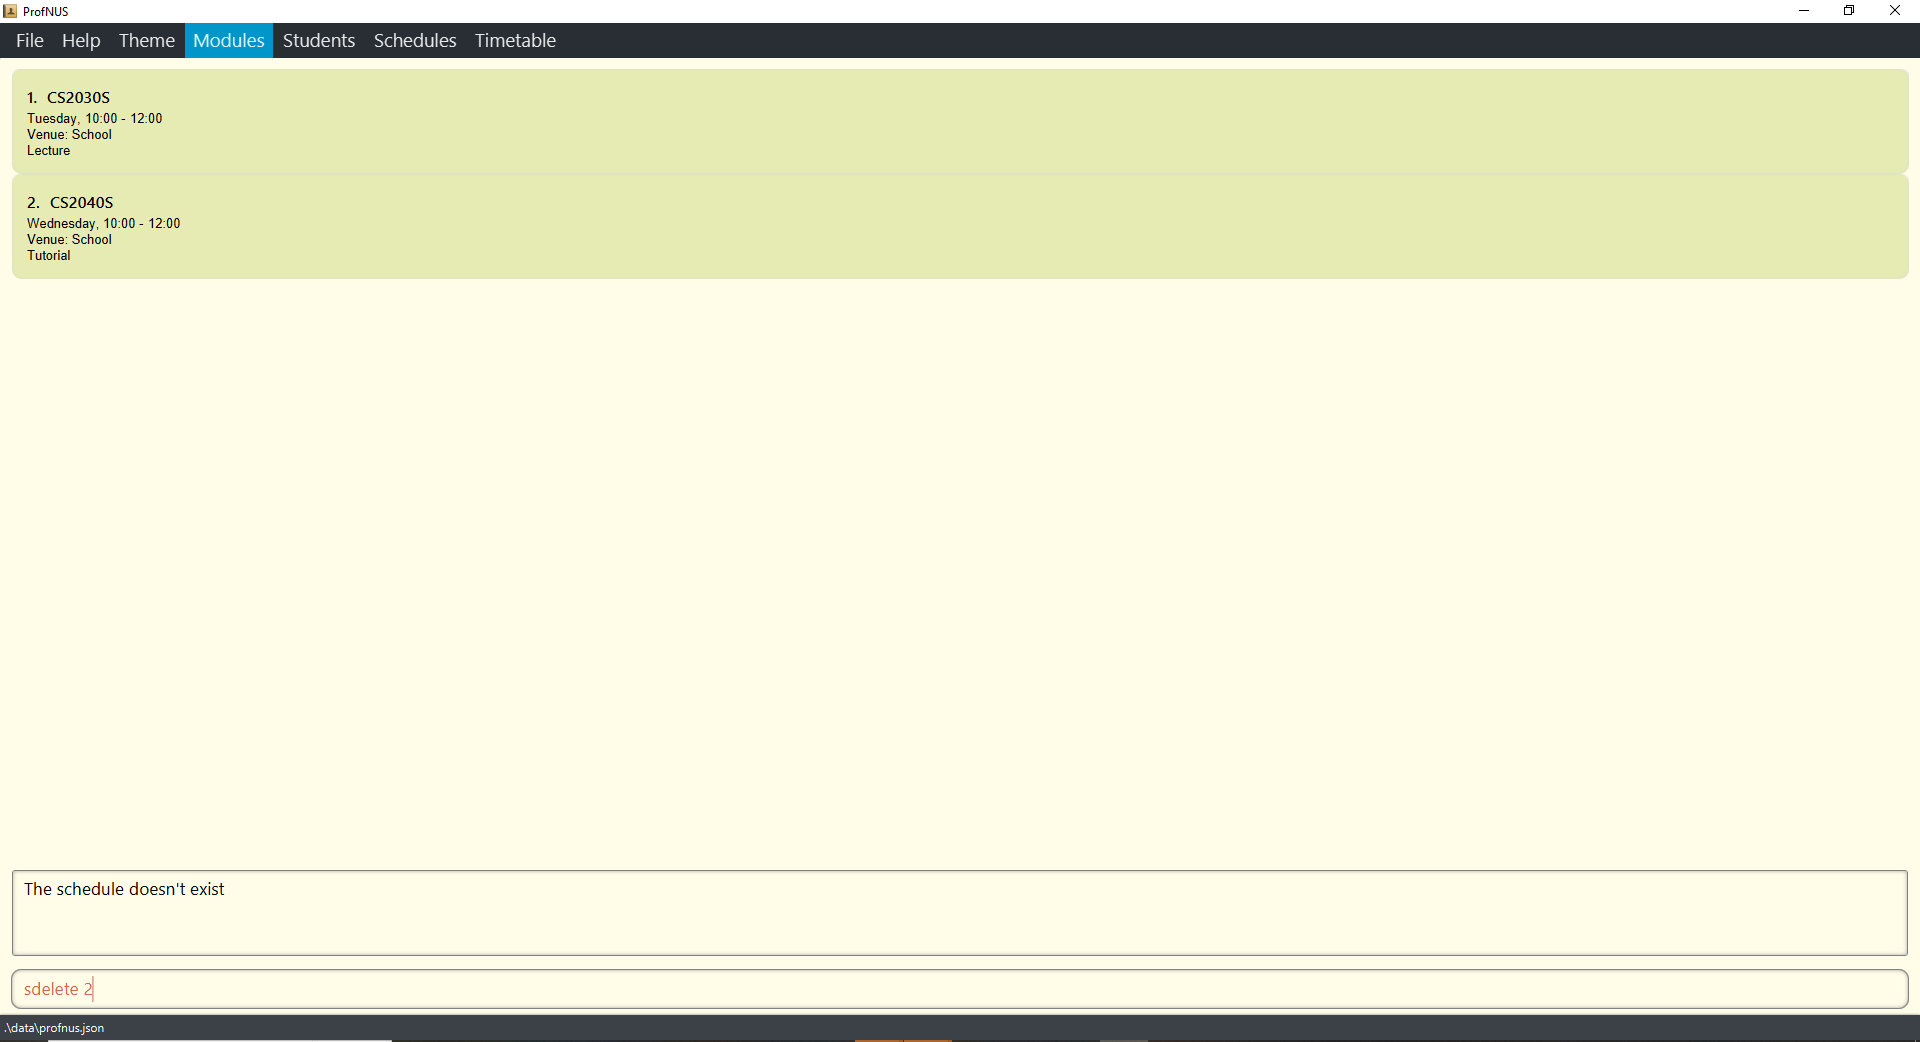 ProfNUS
File Help Theme Modules Students Schedules Timetable
1. CS2030S
Tuesday, 10:00 - 12:00
Venue: School
Lecture
2. CS2040S
Wednesday, 10:00 - 12:00
Venue: School
Tutorial
The schedule doesn't exist
sdelete 2
.\data\profnus.json